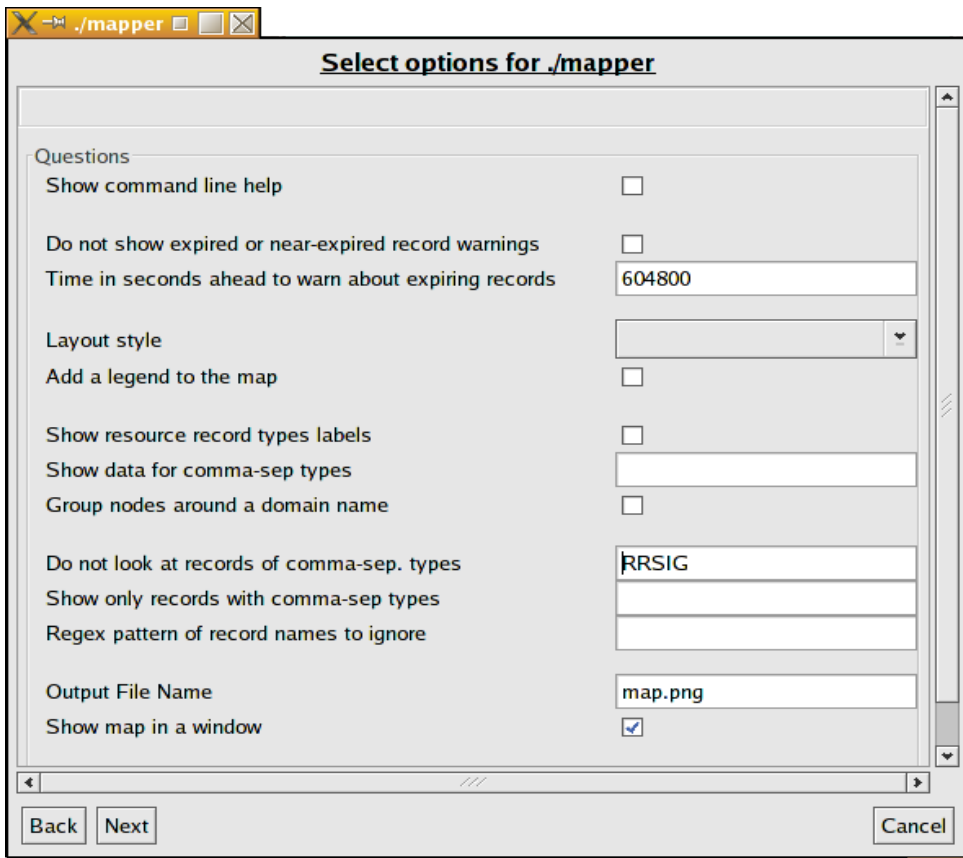 ./mapper
Select options for ./mapper
Questions
Show command line help
Do not show expired or near-expired record warnings
Time in seconds ahead to warn about expiring records 604800
Layout style
Add a legend to the map
Show resource record types labels
Show data for comma-sep types
Group nodes around a domain name
Do not look at records of comma-sep. types RRSIG
Show only records with comma-sep types
Regex pattern of record names to ignore
Output File Name map.png
Show map in a window
Back Next Cancel